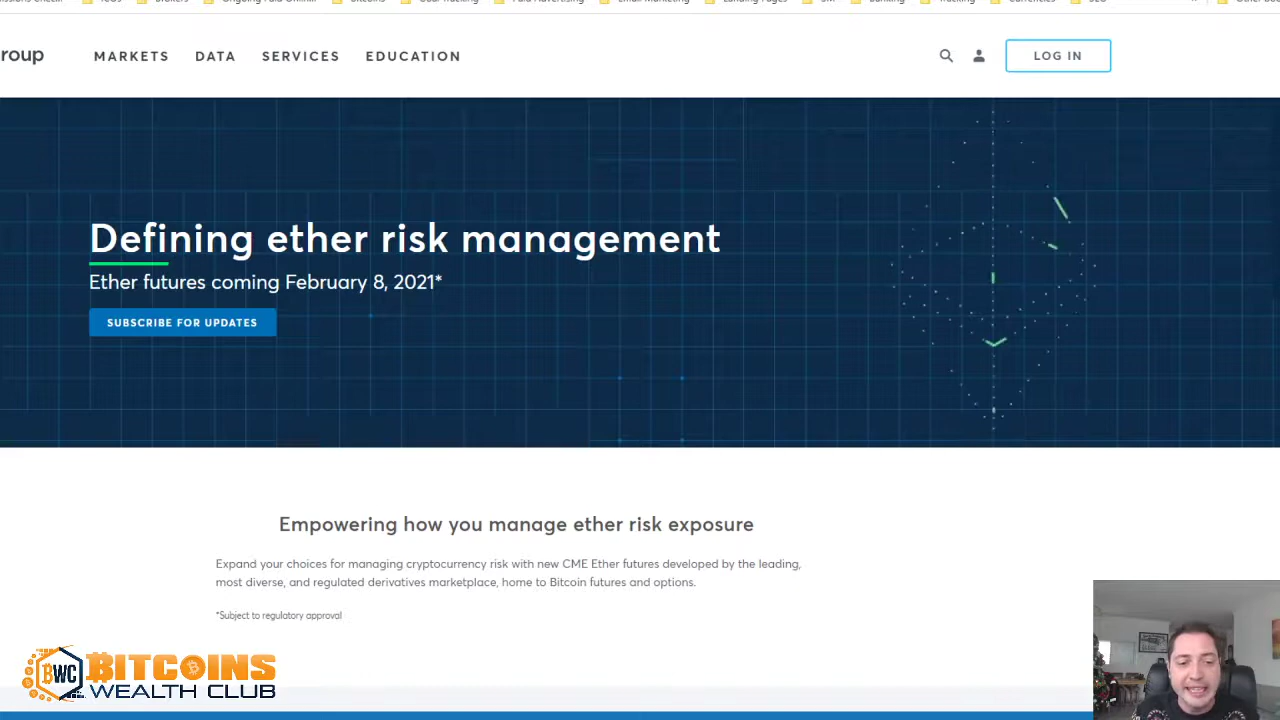 roup
MARKETS DATA SERVICES EDUCATION
LOG IN
Defining ether risk management
Ether futures coming February 8, 2021*
SUBSCRIBE FOR UPDATES
Empowering how you manage ether risk exposure
Expand your choices for managing cryptocurrency risk with new CME Ether futures developed by the leading,
most diverse, and regulated derivatives marketplace, home to Bitcoin futures and options.
*Subject to regulatory approval
BWC BITCOINS
WEALTH CLUB